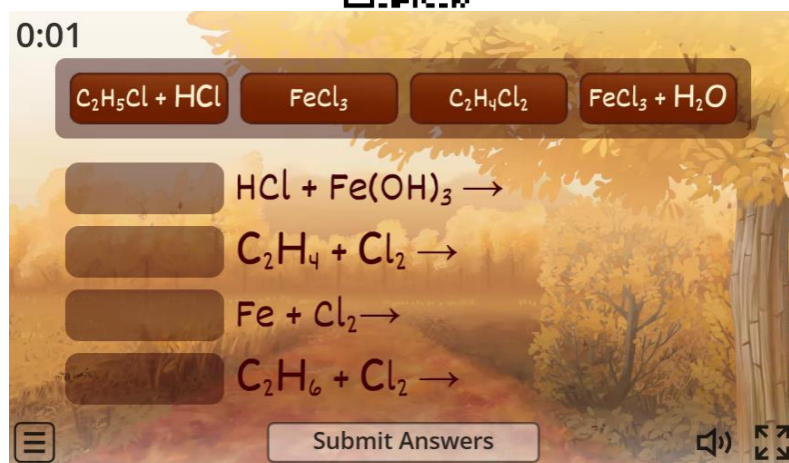 0:01
C₂H₅Cl + HCl
FeCl₃
C₂H₄Cl₂
FeCl₃ + H₂O
HCl + Fe(OH)₃ →
C₂H₄ + Cl₂ →
Fe + Cl₂→
C₂H₆ + Cl₂ →
Submit Answers